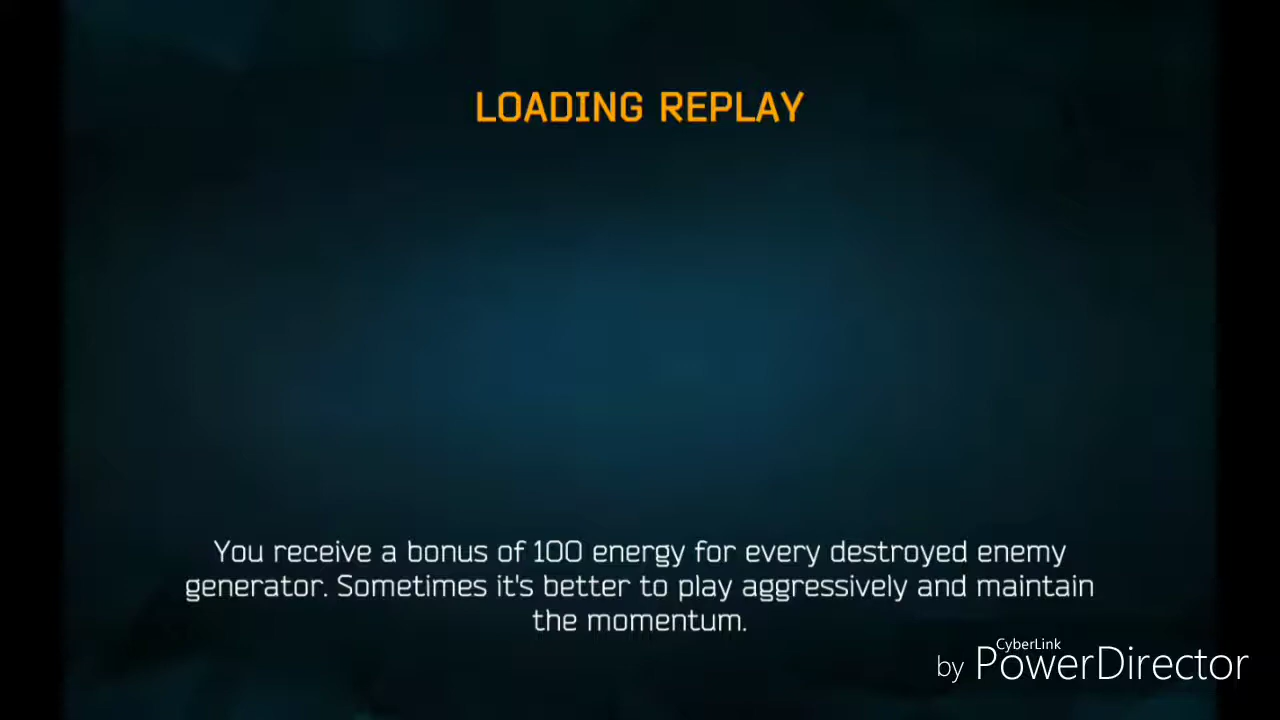 LOADING REPLAY
You receive a bonus of 100 energy for every destroyed enemy
generator. Sometimes it's better to play aggressively and maintain
the momentum.
CyberLink
by PowerDirector